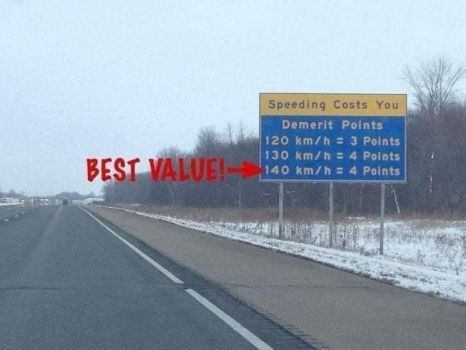 Speeding Costs You
Demerit Points
120 km/h = 3 Points
130 km/h = 4 Points
140 km/h = 4 Points
BEST VALUE!